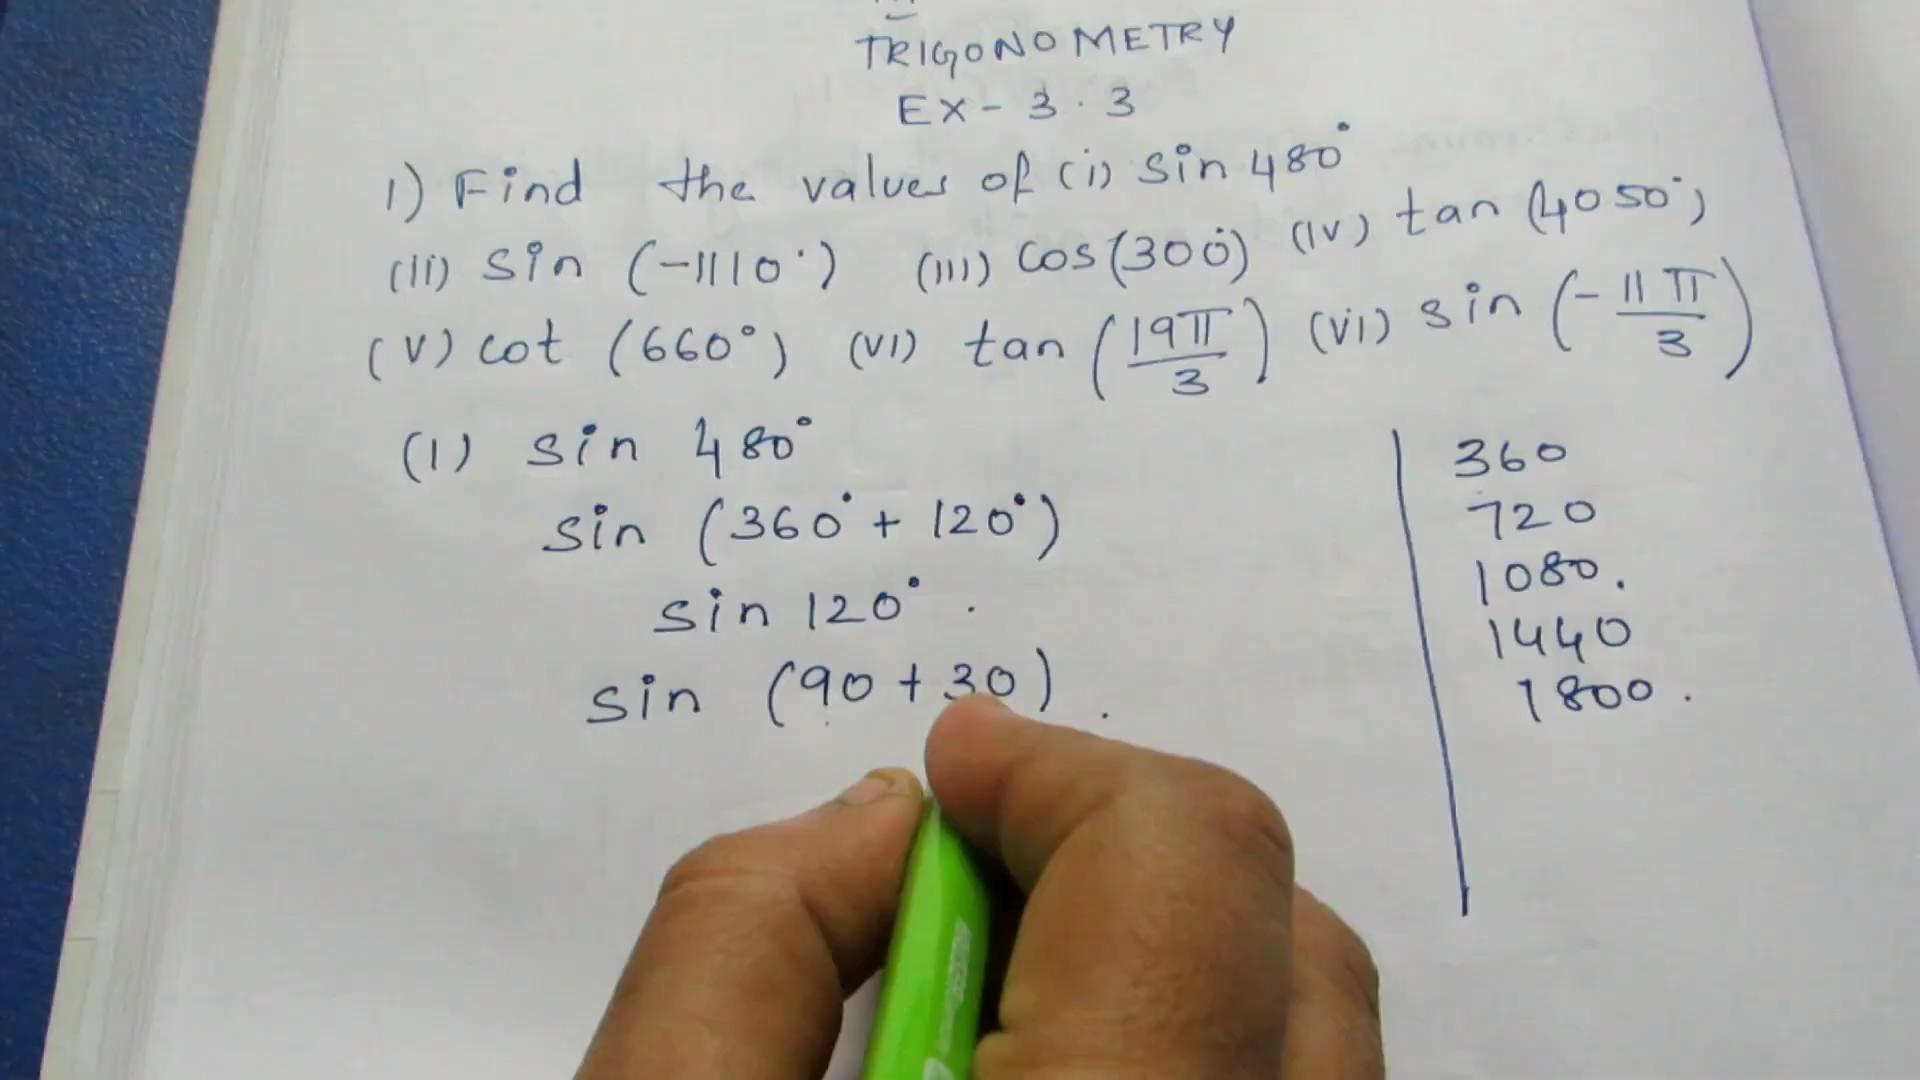 TRIGONOMETRY
EX - 3.3
1) Find the values of (i) sin 480°
(ii) sin (-1110°) (iii) cos(300°) (iv) tan (4050°)
(v) cot (660°) (vi) tan (19π/3) (vi) sin (-11π/3)
(1) sin 480°
sin (360° + 120°)
sin 120°.
sin (90 + 30).
360
720
1080.
1440
1800.